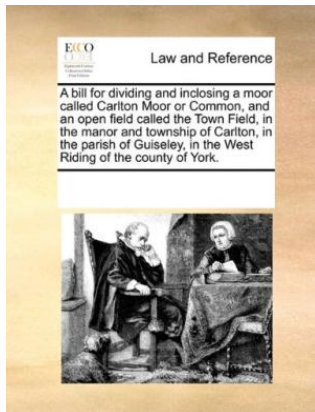 ECCO
Law and Reference
A bill for dividing and inclosing a moor
called Carlton Moor or Common, and
an open field called the Town Field, in
the manor and township of Carlton, in
the parish of Guiseley, in the West
Riding of the county of York.